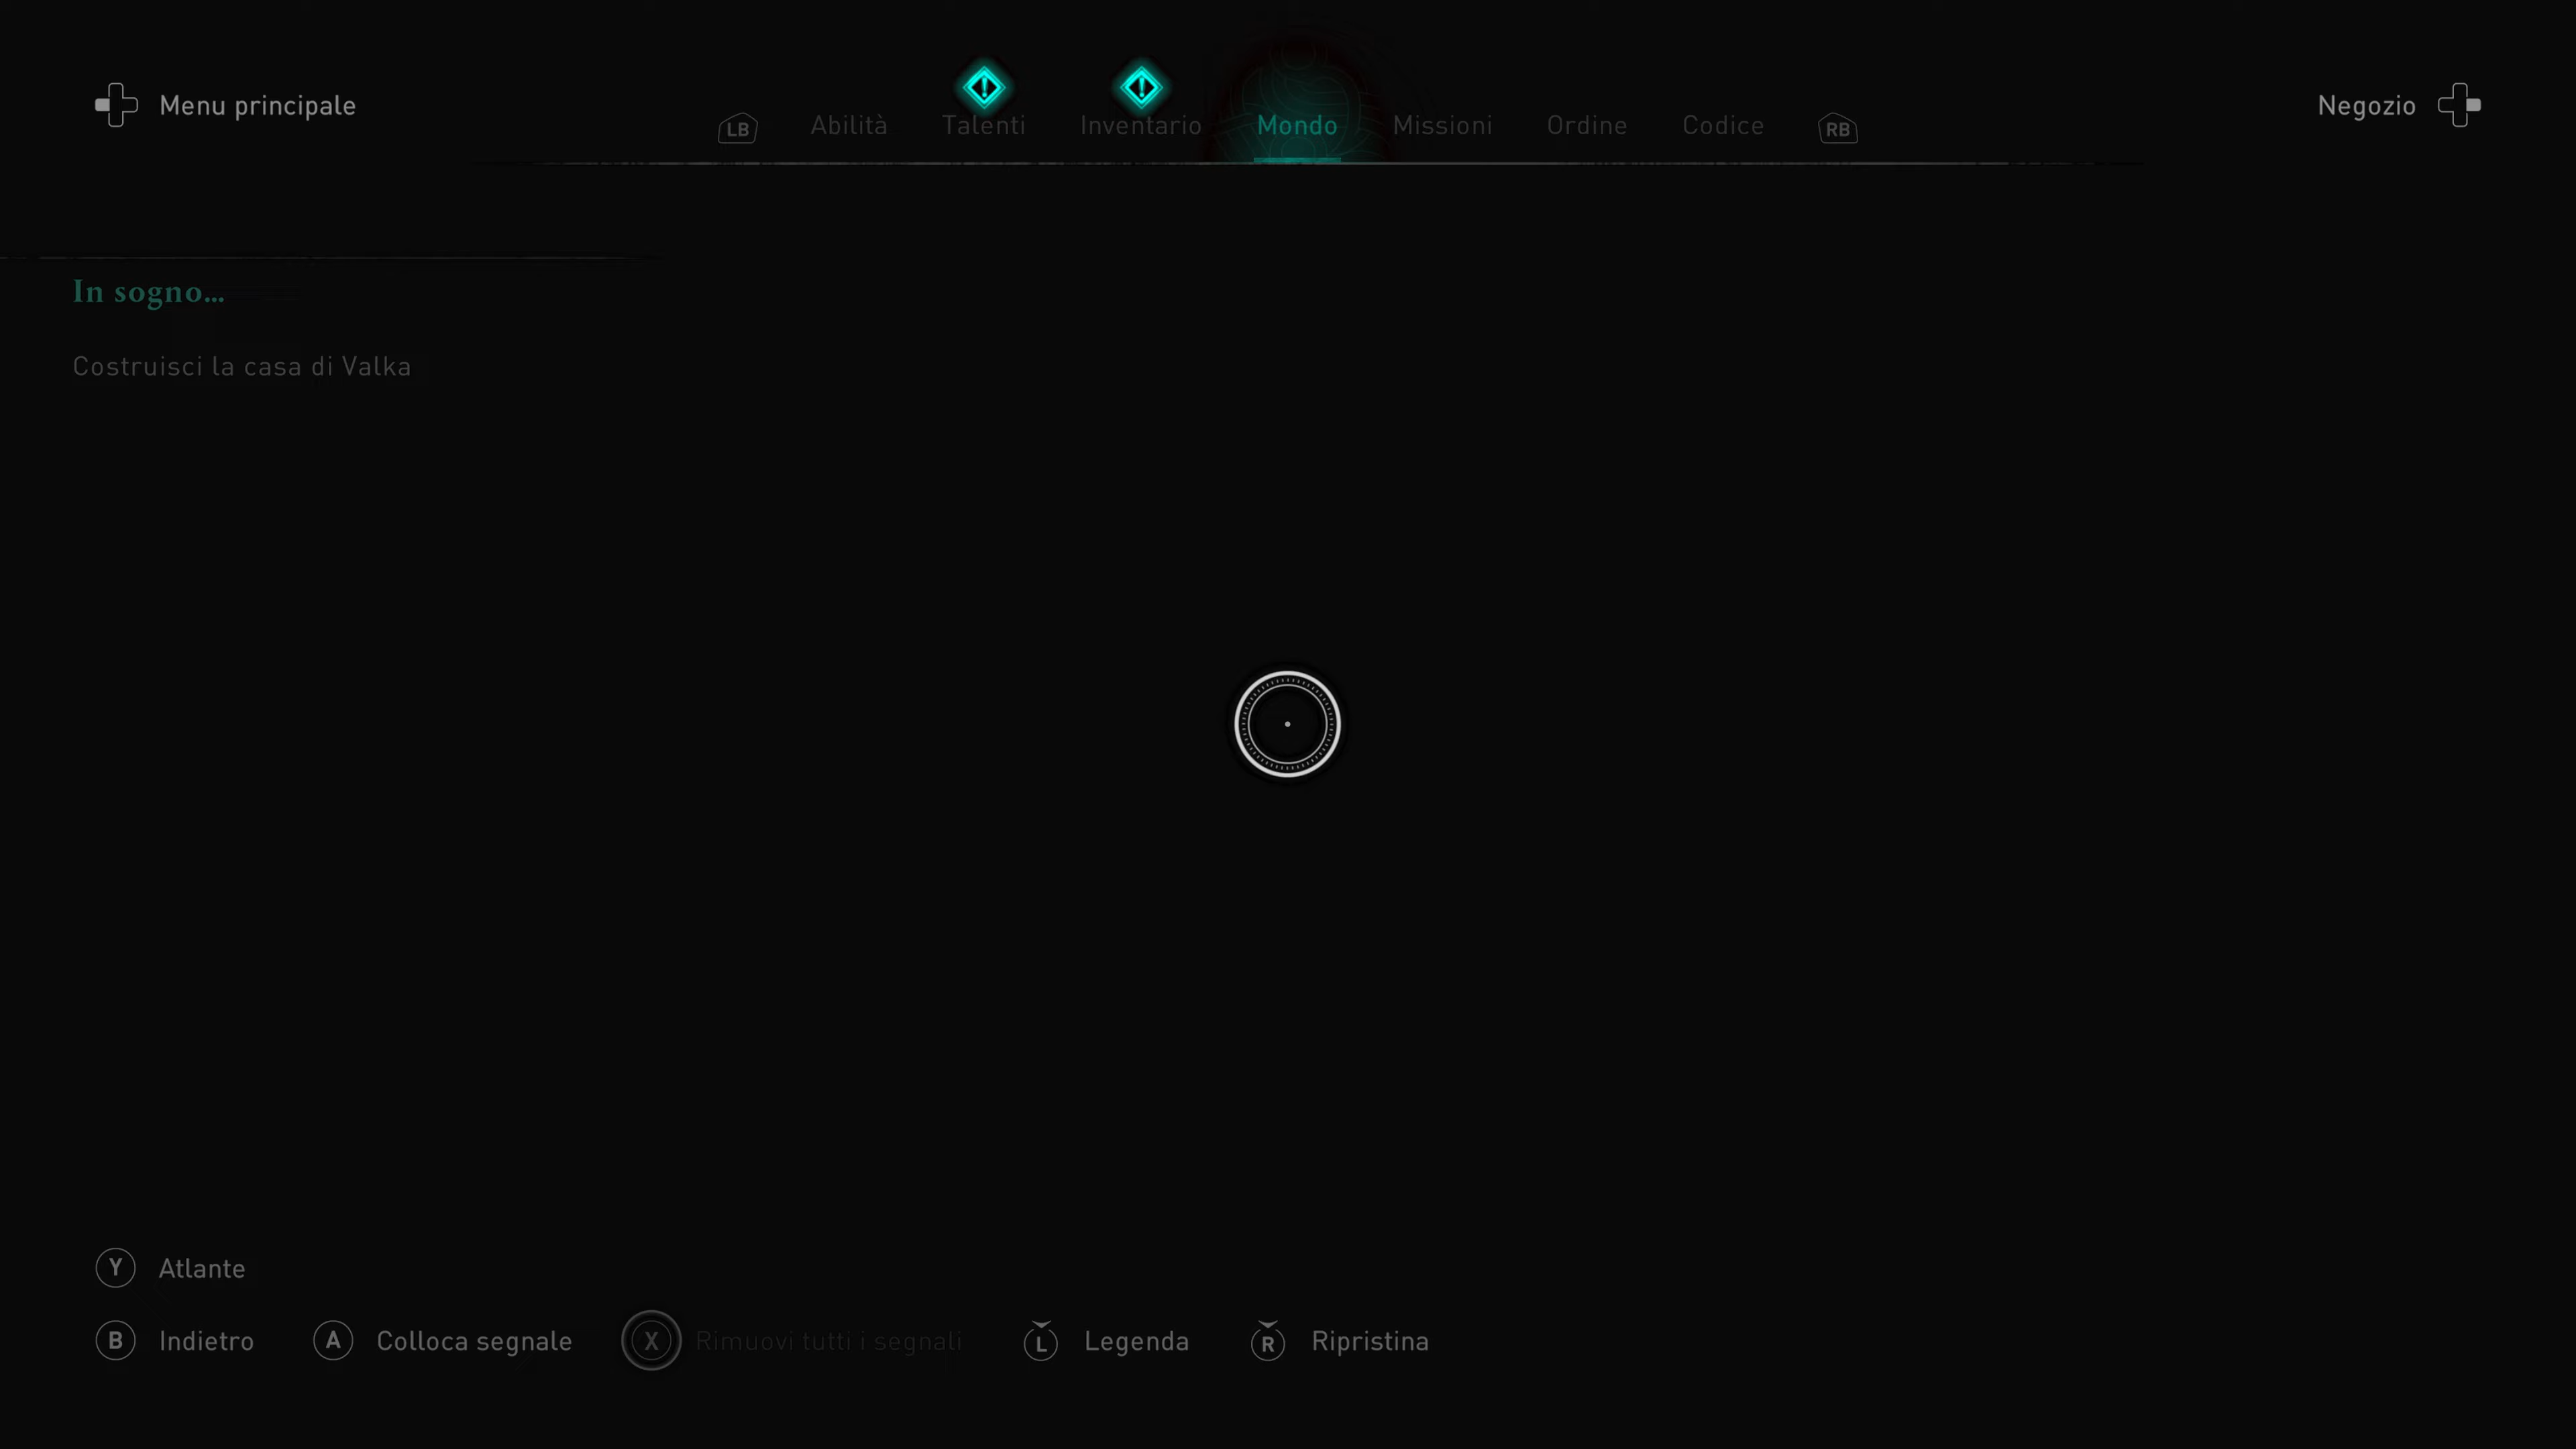 Menu principale
LB Abilità Talenti Inventario Mondo Missioni Ordine Codice RB
Negozio
In sogno...
Costruisci la casa di Valka
Y Atlante
B Indietro A Colloca segnale X Rimuovi tutti i segnali L Legenda R Ripristina